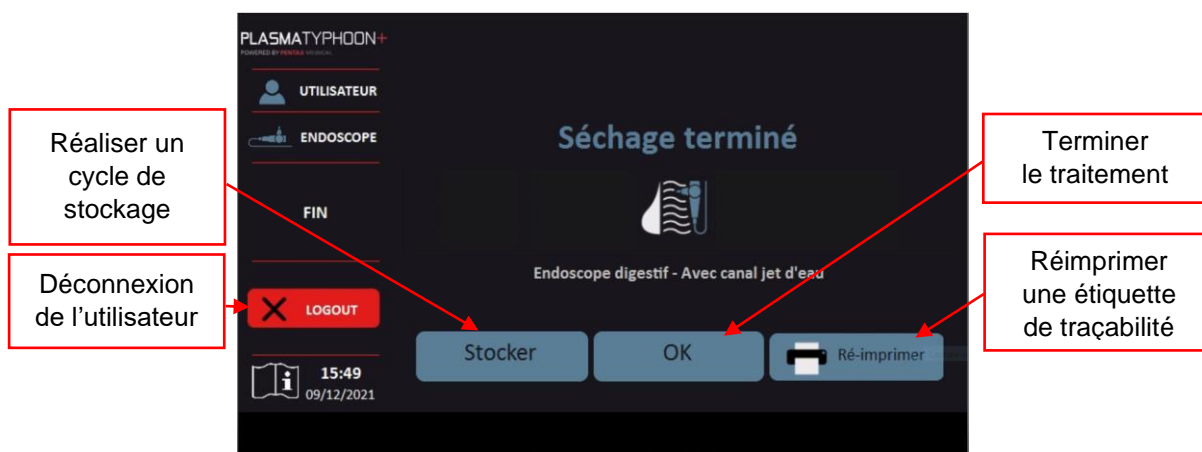 PLASMATYPHOON+
POWERED BY PENTAX MEDICAL
UTILISATEUR
ENDOSCOPE
FIN
LOGOUT
15:49
09/12/2021
Séchage terminé
Endoscope digestif - Avec canal jet d'eau
Stocker
OK
Ré-imprimer
Réaliser un
cycle de
stockage
Déconnexion
de l’utilisateur
Terminer
le traitement
Réimprimer
une étiquette
de traçabilité